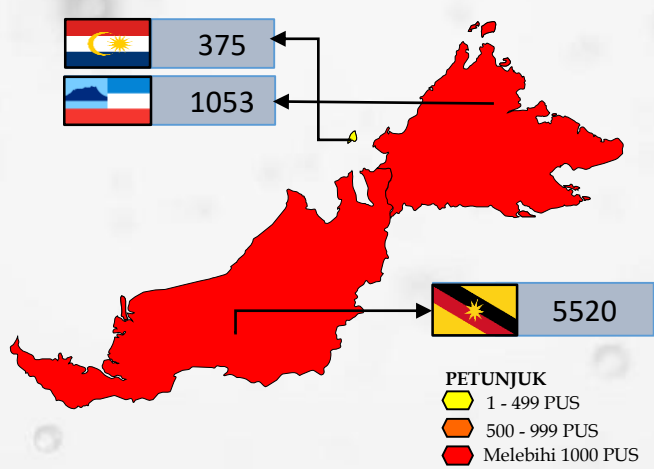 375
1053
5520
PETUNJUK
1 - 499 PUS
500 - 999 PUS
Melebihi 1000 PUS